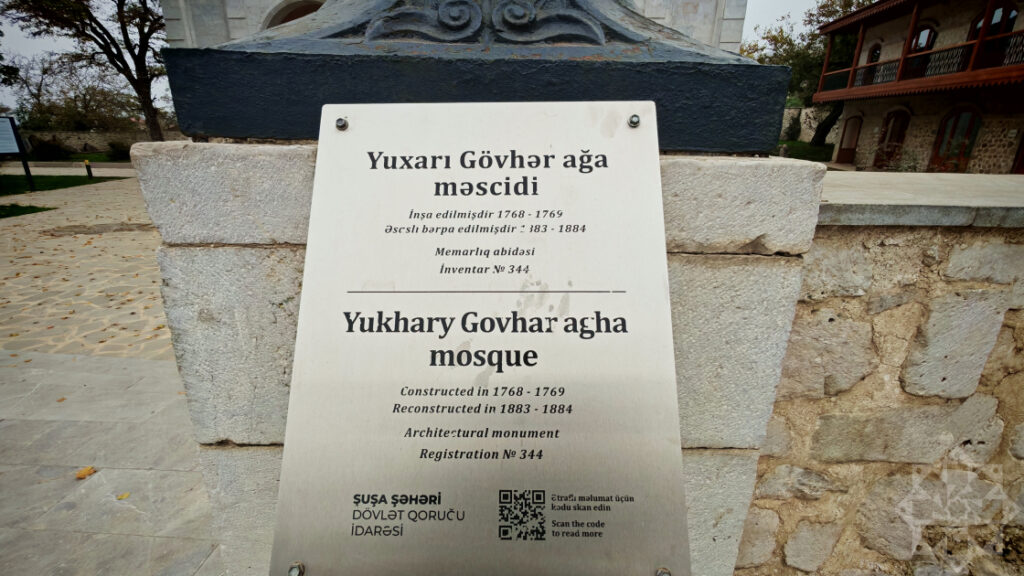 Yuxarı Gövhər ağa
məscidi
İnşa edilmişdir 1768 - 1769
Əsaslı bərpa edilmişdir 1883 - 1884
Memarlıq abidəsi
İnventar № 344
Yukhary Govhar agha
mosque
Constructed in 1768 - 1769
Reconstructed in 1883 - 1884
Architectural monument
Registration № 344
ŞUŞA ŞƏHƏRİ
DÖVLƏT QORUĞU
İDARƏSİ
Ətraflı məlumat üçün
kodu skan edin
Scan the code
to read more